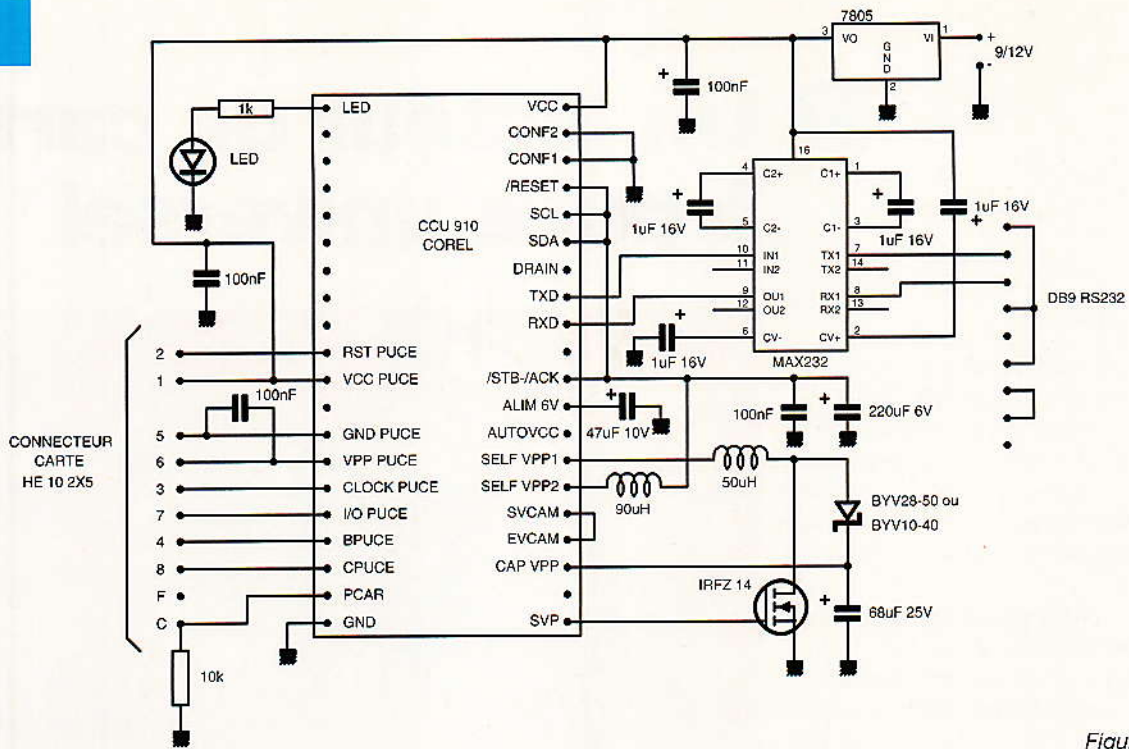 7805
3 VO VI 1
GND
2
+
-
9/12V
+
100nF
1k
LED
LED
VCC
CONF2
CONF1
/RESET
SCL
SDA
DRAIN
TXD
RXD
CCU 910
COREL
16
4 C2+ C1+ 1
+
+
1uF 16V
5 C2- C1- 3
1uF 16V
1uF 16V
+
10 IN1 TX1 7
11 IN2 TX2 14
9 OU1 RX1 8
12 OU2 RX2 13
6 CV- CV+ 2
MAX232
DB9 RS232
+
1uF 16V
100nF
2 RST PUCE
1 VCC PUCE
100nF
5 GND PUCE
6 VPP PUCE
3 CLOCK PUCE
7 I/O PUCE
4 BPUCE
8 CPUCE
F PCAR
C GND
CONNECTEUR
CARTE
HE 10 2X5
10k
/STB-/ACK
ALIM 6V
AUTOVCC
SELF VPP1
SELF VPP2
SVCAM
EVCAM
CAP VPP
SVP
+
47uF 10V
100nF
+
220uF 6V
50uH
90uH
BYV28-50 ou
BYV10-40
IRFZ 14
+
68uF 25V
Figu